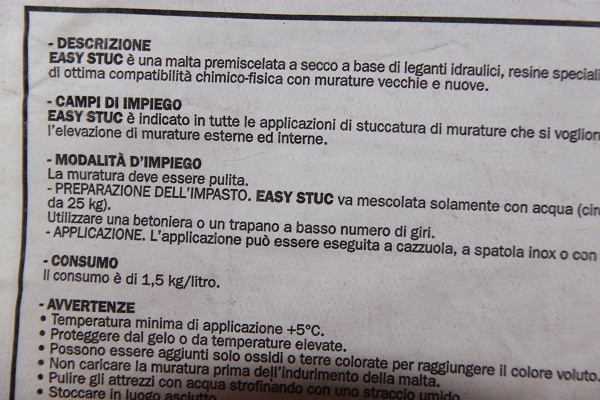 - DESCRIZIONE
EASY STUC è una malta premiscelata a secco a base di leganti idraulici, resine speciali
di ottima compatibilità chimico-fisica con murature vecchie e nuove.
- CAMPI DI IMPIEGO
EASY STUC è indicato in tutte le applicazioni di stuccatura di murature che si voglion
l'elevazione di murature esterne ed interne.
- MODALITÀ D'IMPIEGO
La muratura deve essere pulita.
- PREPARAZIONE DELL'IMPASTO. EASY STUC va mescolata solamente con acqua (circ
da 25 kg).
Utilizzare una betoniera o un trapano a basso numero di giri.
- APPLICAZIONE. L'applicazione può essere eseguita a cazzuola, a spatola inox o con
- CONSUMO
Il consumo è di 1,5 kg/litro.
- AVVERTENZE
• Temperatura minima di applicazione +5°C.
• Proteggere dal gelo o da temperature elevate.
• Possono essere aggiunti solo ossidi o terre colorate per raggiungere il colore voluto.
• Non caricare la muratura prima dell'indurimento della malta.
• Pulire gli attrezzi con acqua strofinando con uno straccio umido.
• Stoccare in luogo asciutto